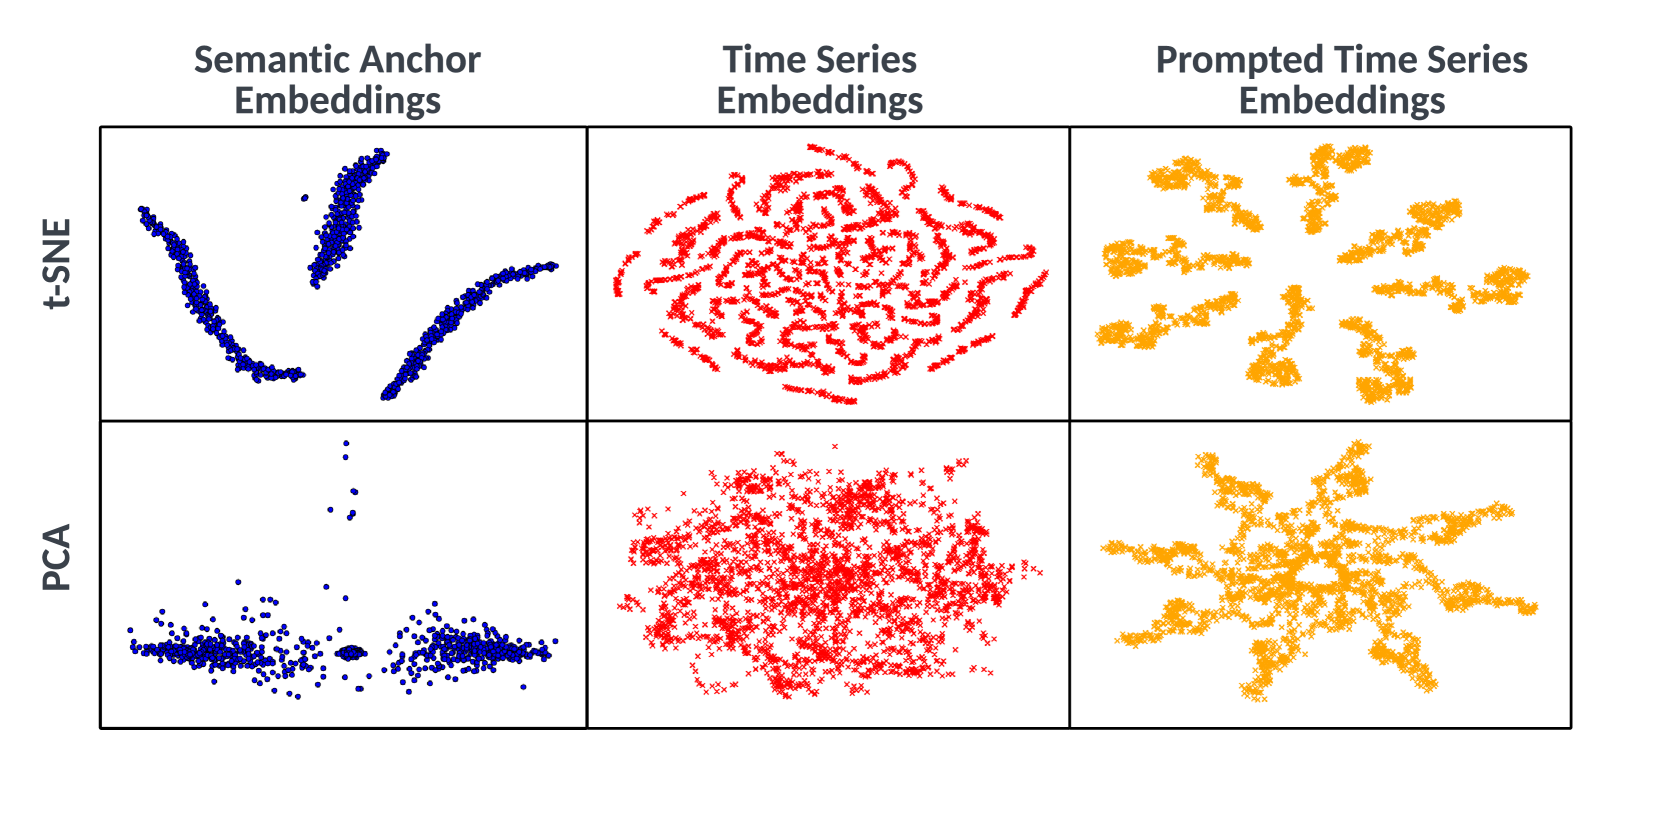 Semantic Anchor
Embeddings
Time Series
Embeddings
Prompted Time Series
Embeddings
t-SNE
PCA